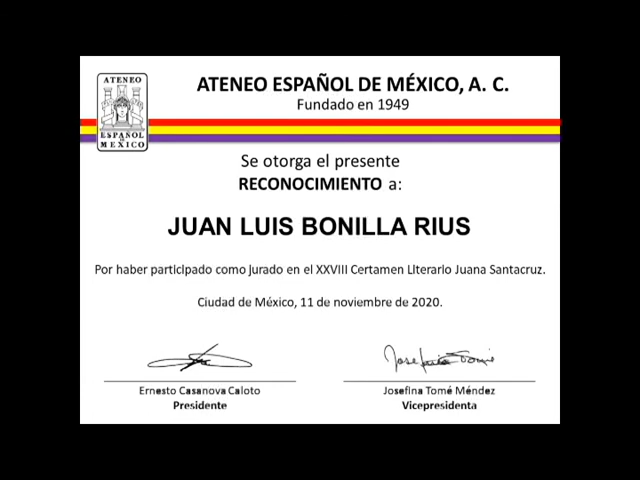 ATENEO
ESPAÑOL
DE
MEXICO
ATENEO ESPAÑOL DE MÉXICO, A. C.
Fundado en 1949
Se otorga el presente
RECONOCIMIENTO a:
JUAN LUIS BONILLA RIUS
Por haber participado como jurado en el XXVIII Certamen Literario Juana Santacruz.
Ciudad de México, 11 de noviembre de 2020.
Ernesto Casanova Caloto
Presidente
Josefina Tomé Méndez
Vicepresidenta